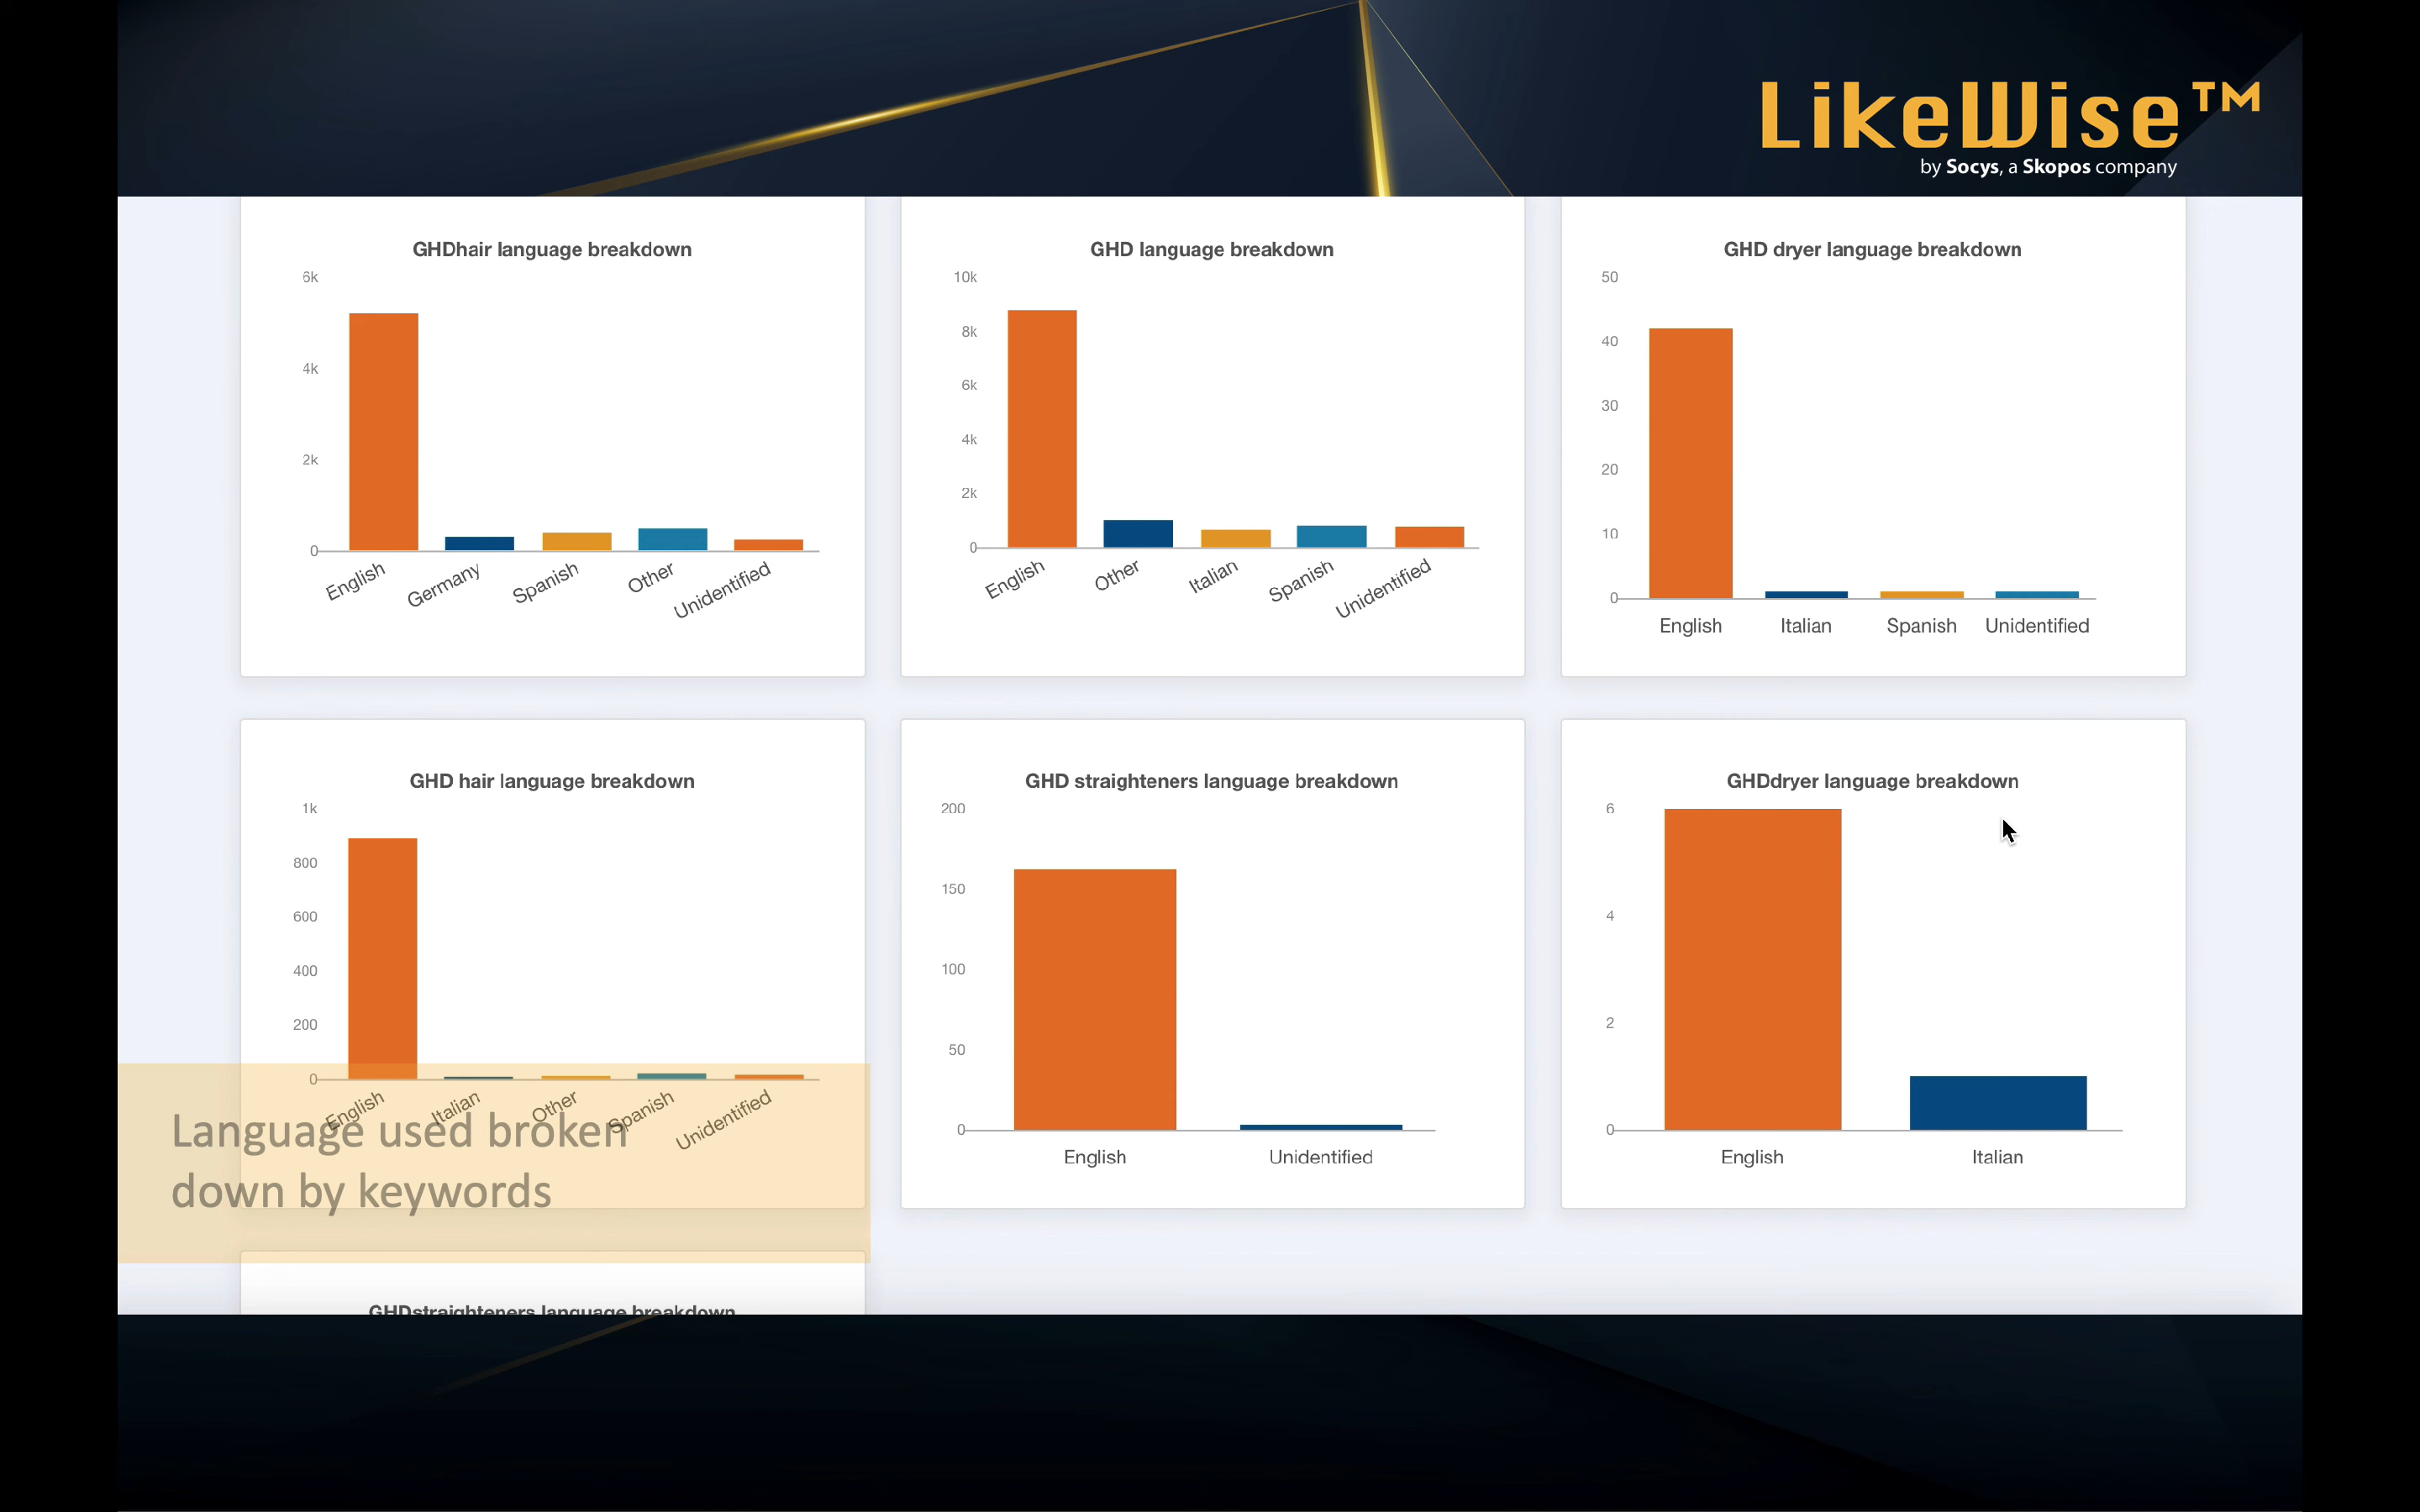 LikeWise™
by Socys, a Skopos company
GHDhair language breakdown
6k
4k
2k
0
English
Germany
Spanish
Other
Unidentified
GHD language breakdown
10k
8k
6k
4k
2k
0
English
Other
Italian
Spanish
Unidentified
GHD dryer language breakdown
50
40
30
20
10
0
English
Italian
Spanish
Unidentified
GHD hair language breakdown
1k
800
600
400
200
0
English
Italian
Other
Spanish
Unidentified
GHD straighteners language breakdown
200
150
100
50
0
English
Unidentified
GHDdryer language breakdown
6
4
2
0
English
Italian
Language used broken
down by keywords
GHDstraighteners language breakdown